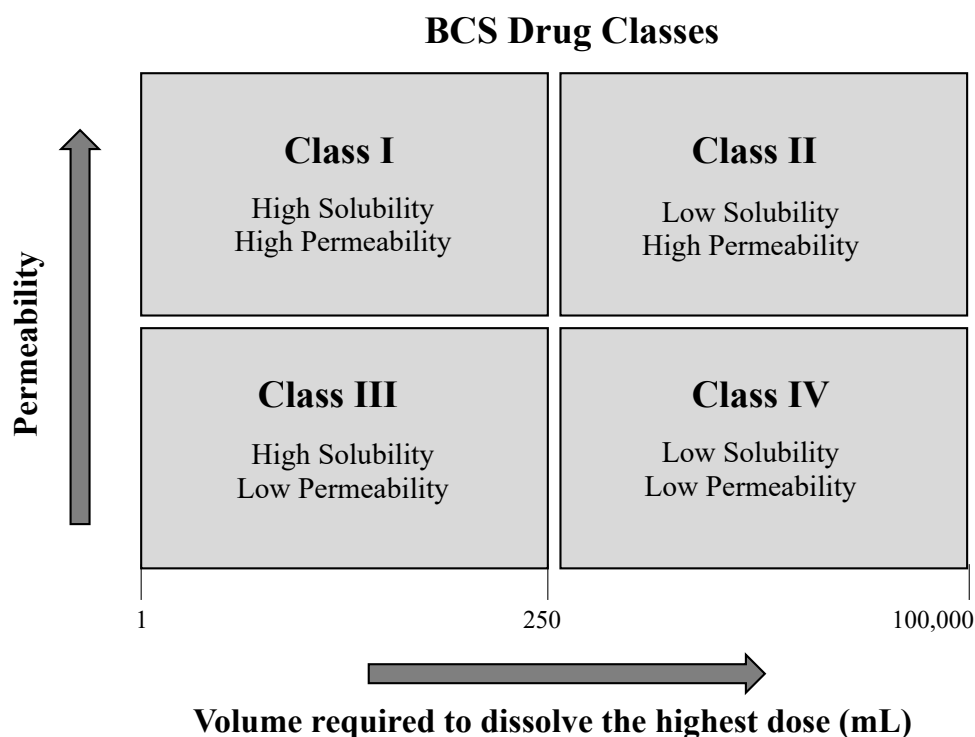 BCS Drug Classes
Permeability
Class I
High Solubility
High Permeability
Class II
Low Solubility
High Permeability
Class III
High Solubility
Low Permeability
Class IV
Low Solubility
Low Permeability
1
250
100,000
Volume required to dissolve the highest dose (mL)